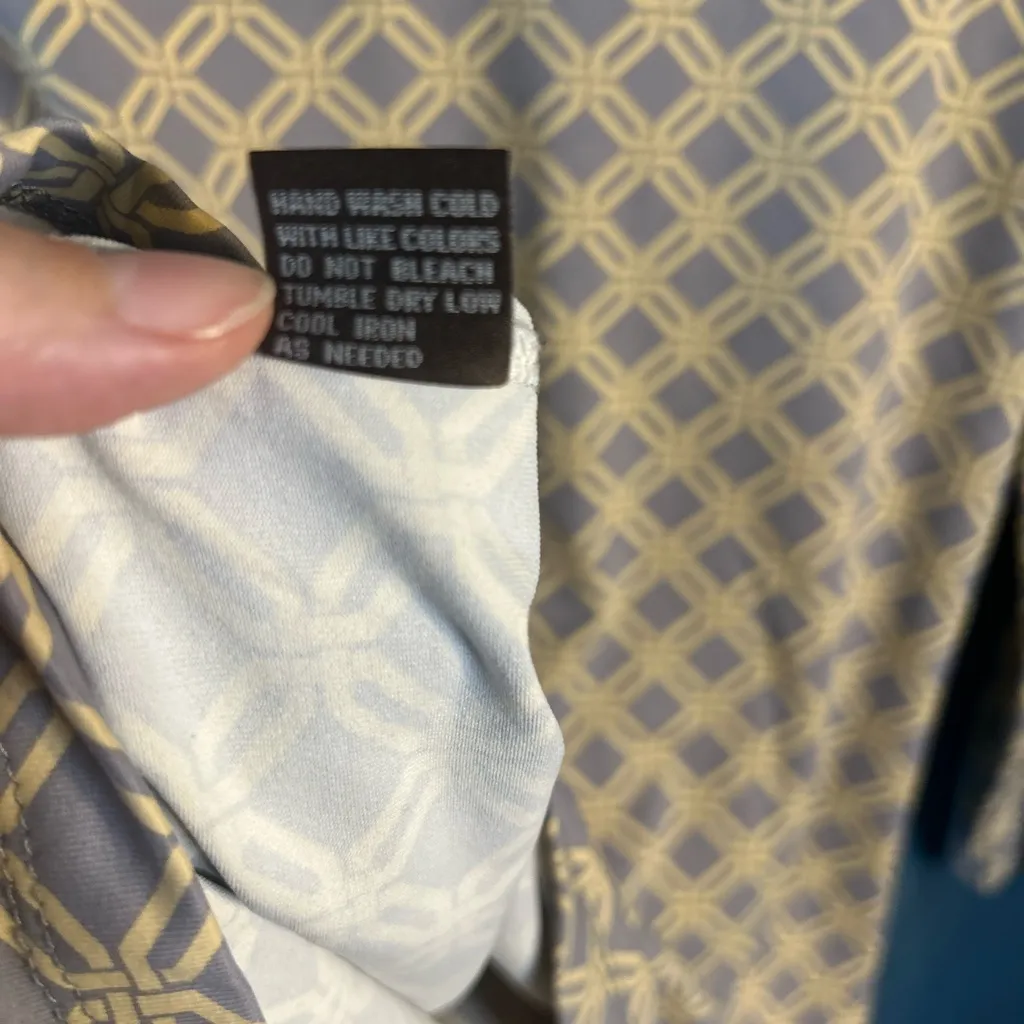 HAND WASH COLD
WITH LIKE COLORS
DO NOT BLEACH
TUMBLE DRY LOW
COOL IRON
AS NEEDED